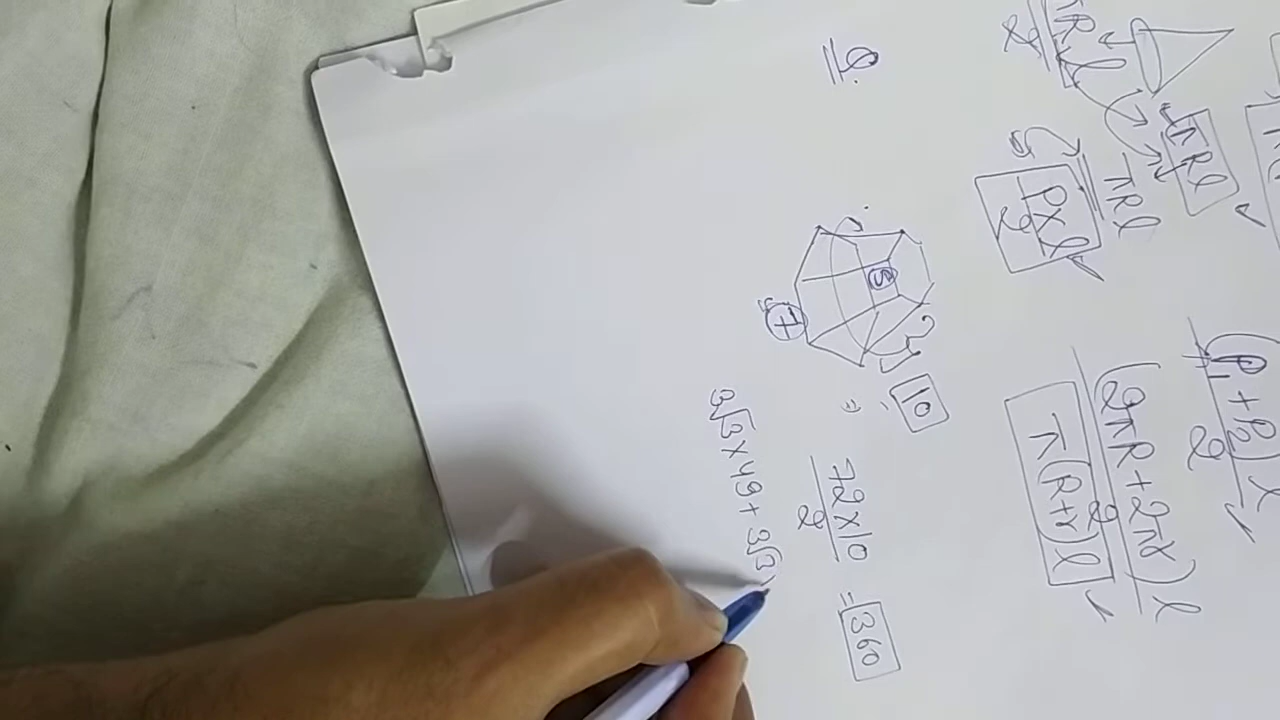 πRl
πRl
(P₁+P₂)l
2
πRl
P×l
2
(2πR+2πr)l
2
π(R+r)l
Q.
5
7
10
⇒ 72×10 = 360
2
3√3×49+3√3